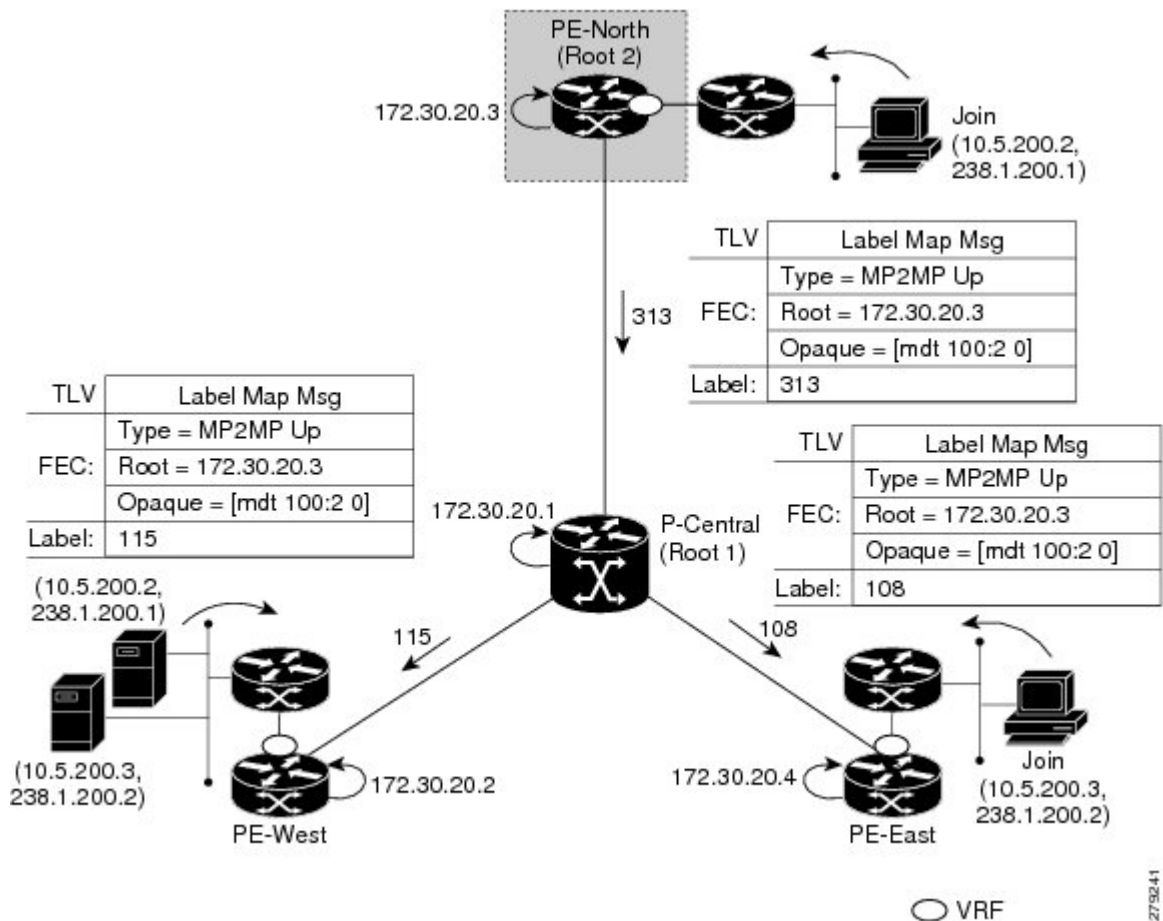 PE-North
(Root 2)
172.30.20.3
Join
(10.5.200.2,
238.1.200.1)
TLV Label Map Msg
FEC: Type = MP2MP Up
Root = 172.30.20.3
Opaque = [mdt 100:2 0]
Label: 313
313
TLV Label Map Msg
FEC: Type = MP2MP Up
Root = 172.30.20.3
Opaque = [mdt 100:2 0]
Label: 115
TLV Label Map Msg
FEC: Type = MP2MP Up
Root = 172.30.20.3
Opaque = [mdt 100:2 0]
Label: 108
172.30.20.1
P-Central
(Root 1)
(10.5.200.2,
238.1.200.1)
115
108
(10.5.200.3,
238.1.200.2)
172.30.20.2
PE-West
172.30.20.4
PE-East
Join
(10.5.200.3,
238.1.200.2)
VRF
279241